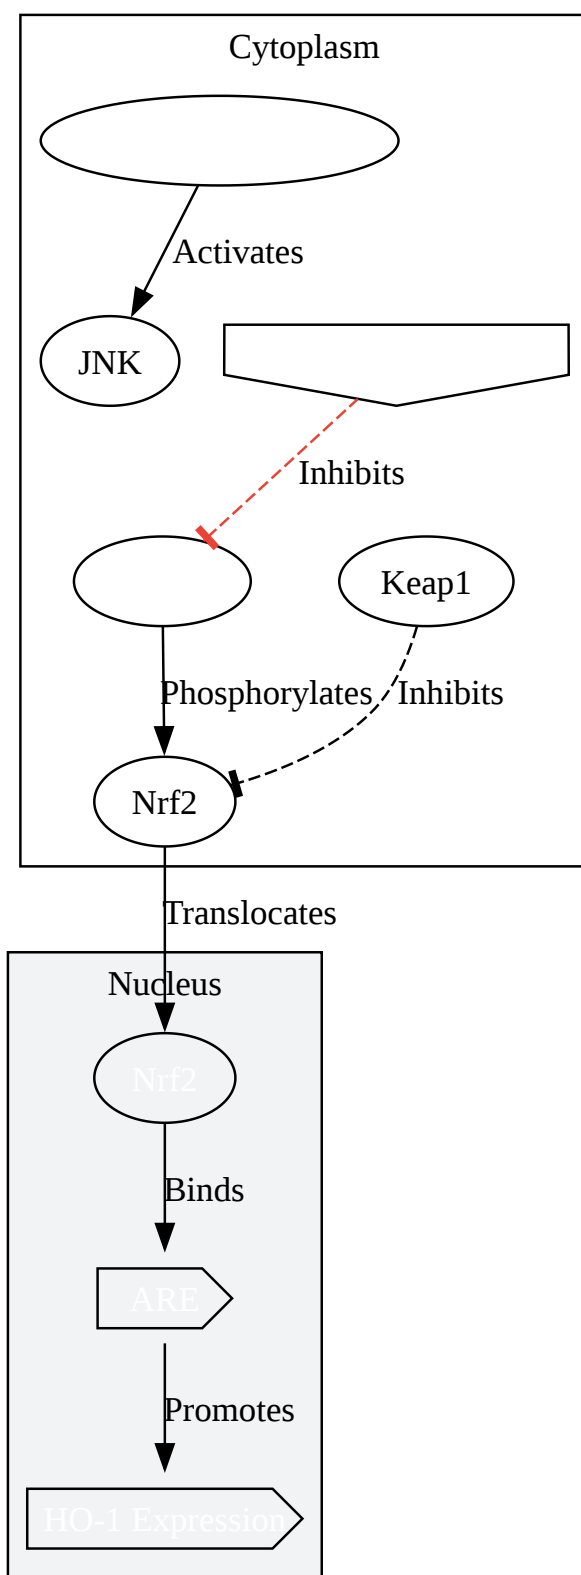 Cytoplasm
Activates
JNK
Inhibits
Keap1
Phosphorylates
Inhibits
Nrf2
Translocates
Nucleus
Nrf2
Binds
ARE
Promotes
HO-1 Expression